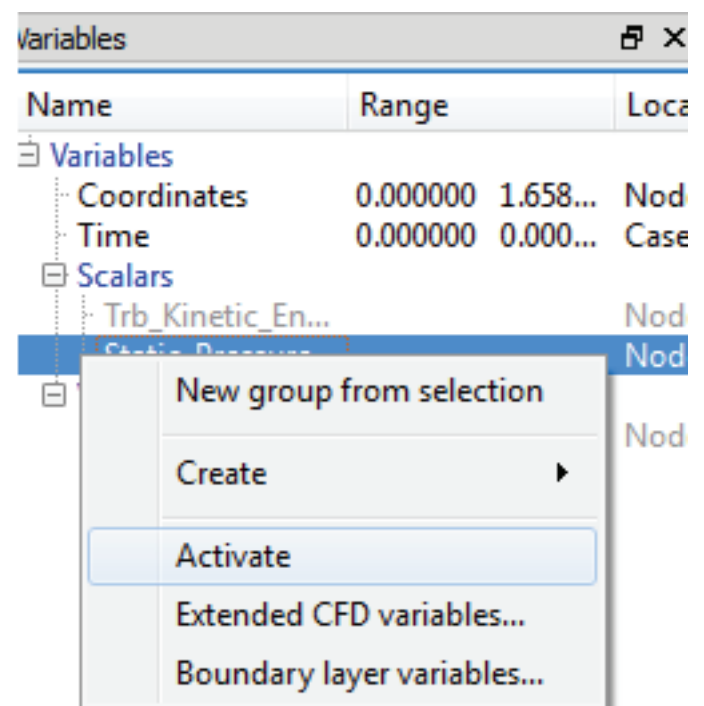 Variables
Name Range Loca
Variables
Coordinates 0.000000 1.658... Nod
Time 0.000000 0.000... Case
Scalars
Trb_Kinetic_En... Nod
Static_Pressure Nod
New group from selection
Nod
Create
Activate
Extended CFD variables...
Boundary layer variables...